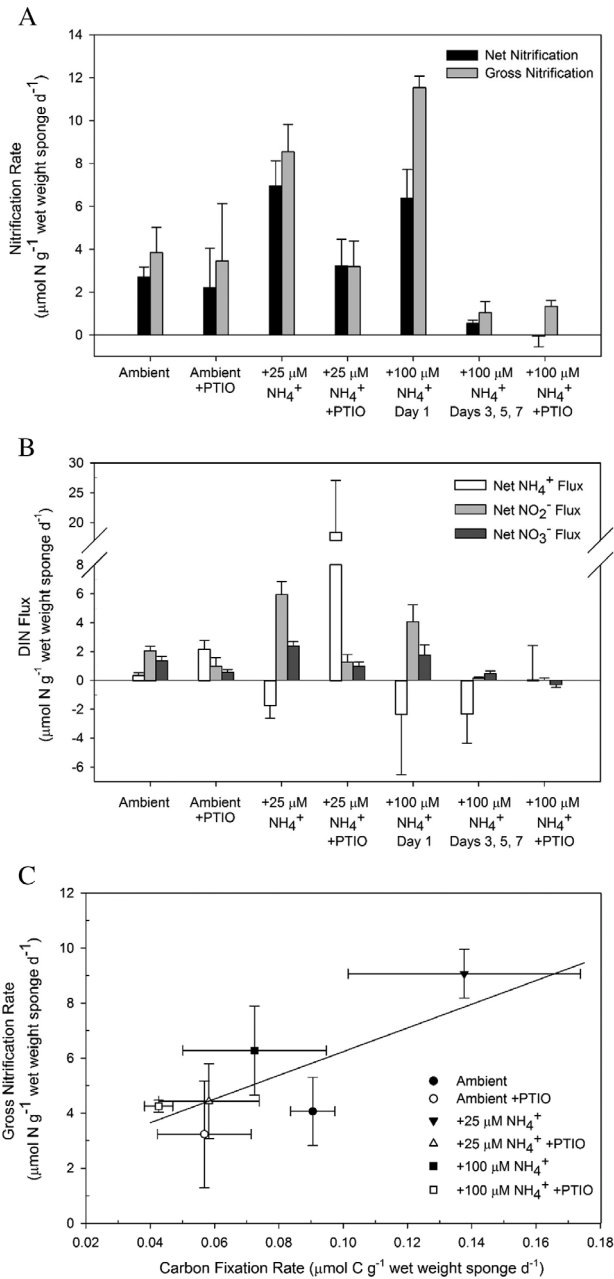 A
Net Nitrification
Gross Nitrification
Nitrification Rate
(μmol N g⁻¹ wet weight sponge d⁻¹)
14
12
10
8
6
4
2
0
Ambient
Ambient
+PTIO
+25 μM
NH₄⁺
+25 μM
NH₄⁺
+PTIO
+100 μM
NH₄⁺
Day 1
+100 μM
NH₄⁺
Days 3, 5, 7
+100 μM
NH₄⁺
+PTIO
B
Net NH₄⁺ Flux
Net NO₂⁻ Flux
Net NO₃⁻ Flux
DIN Flux
(μmol N g⁻¹ wet weight sponge d⁻¹)
30
25
20
8
6
4
2
0
-2
-4
-6
Ambient
Ambient
+PTIO
+25 μM
NH₄⁺
+25 μM
NH₄⁺
+PTIO
+100 μM
NH₄⁺
Day 1
+100 μM
NH₄⁺
Days 3, 5, 7
+100 μM
NH₄⁺
+PTIO
C
Gross Nitrification Rate
(μmol N g⁻¹ wet weight sponge d⁻¹)
12
10
8
6
4
2
0
Ambient
Ambient +PTIO
+25 μM NH₄⁺
+25 μM NH₄⁺ +PTIO
+100 μM NH₄⁺
+100 μM NH₄⁺ +PTIO
0.02 0.04 0.06 0.08 0.10 0.12 0.14 0.16 0.18
Carbon Fixation Rate (μmol C g⁻¹ wet weight sponge d⁻¹)